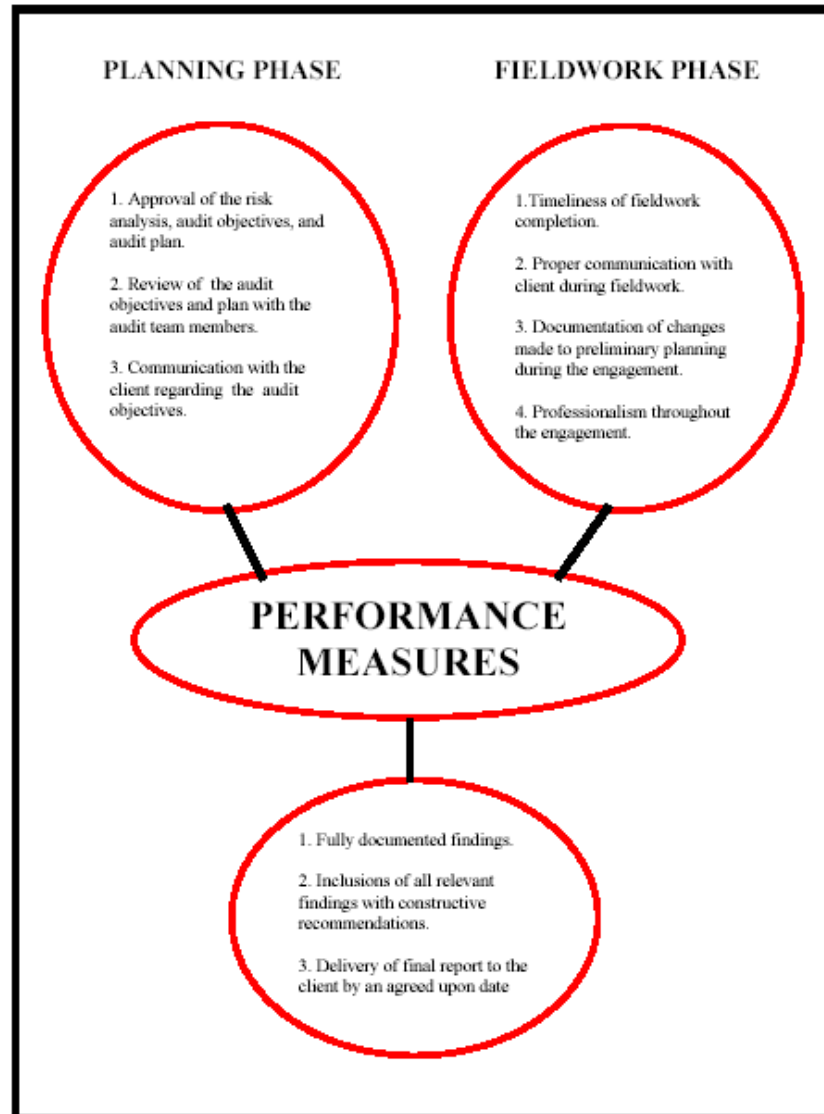 PLANNING PHASE
1. Approval of the risk
analysis, audit objectives, and
audit plan.
2. Review of the audit
objectives and plan with the
audit team members.
3. Communication with the
client regarding the audit
objectives.
FIELDWORK PHASE
1.Timeliness of fieldwork
completion.
2. Proper communication with
client during fieldwork.
3. Documentation of changes
made to preliminary planning
during the engagement.
4. Professionalism throughout
the engagement.
PERFORMANCE
MEASURES
1. Fully documented findings.
2. Inclusions of all relevant
findings with constructive
recommendations.
3. Delivery of final report to the
client by an agreed upon date